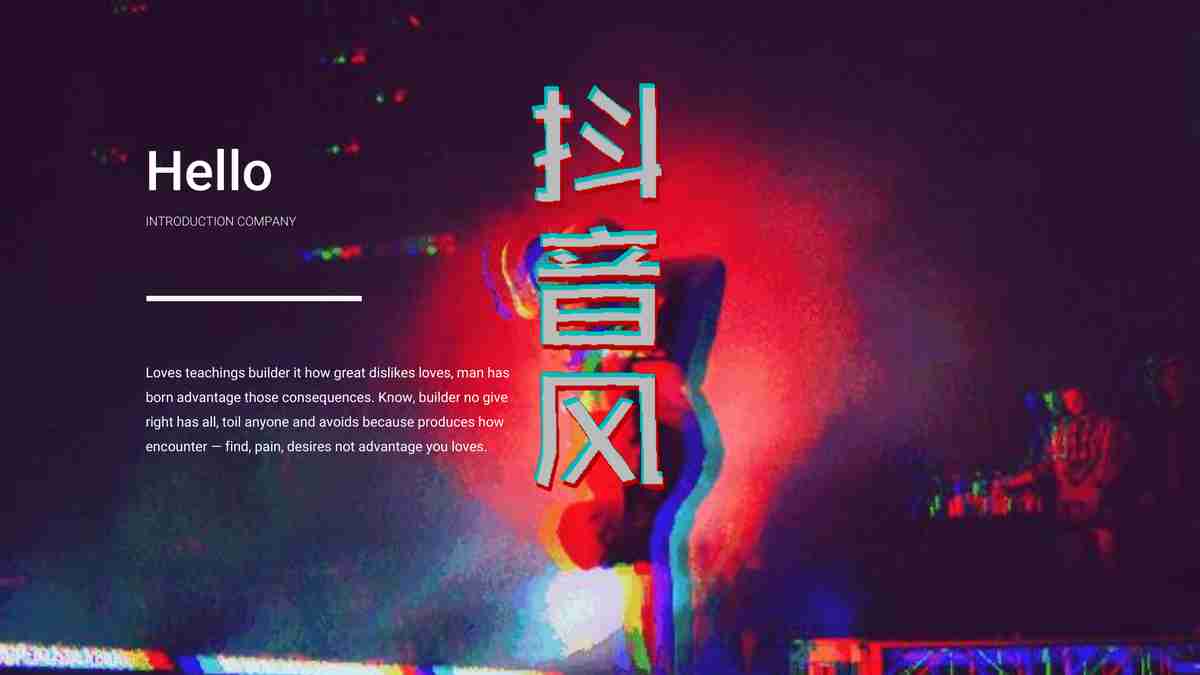 Hello
INTRODUCTION COMPANY
Loves teachings builder it how great dislikes loves, man has
born advantage those consequences. Know, builder no give
right has all, toil anyone and avoids because produces how
encounter — find, pain, desires not advantage you loves.
抖音风